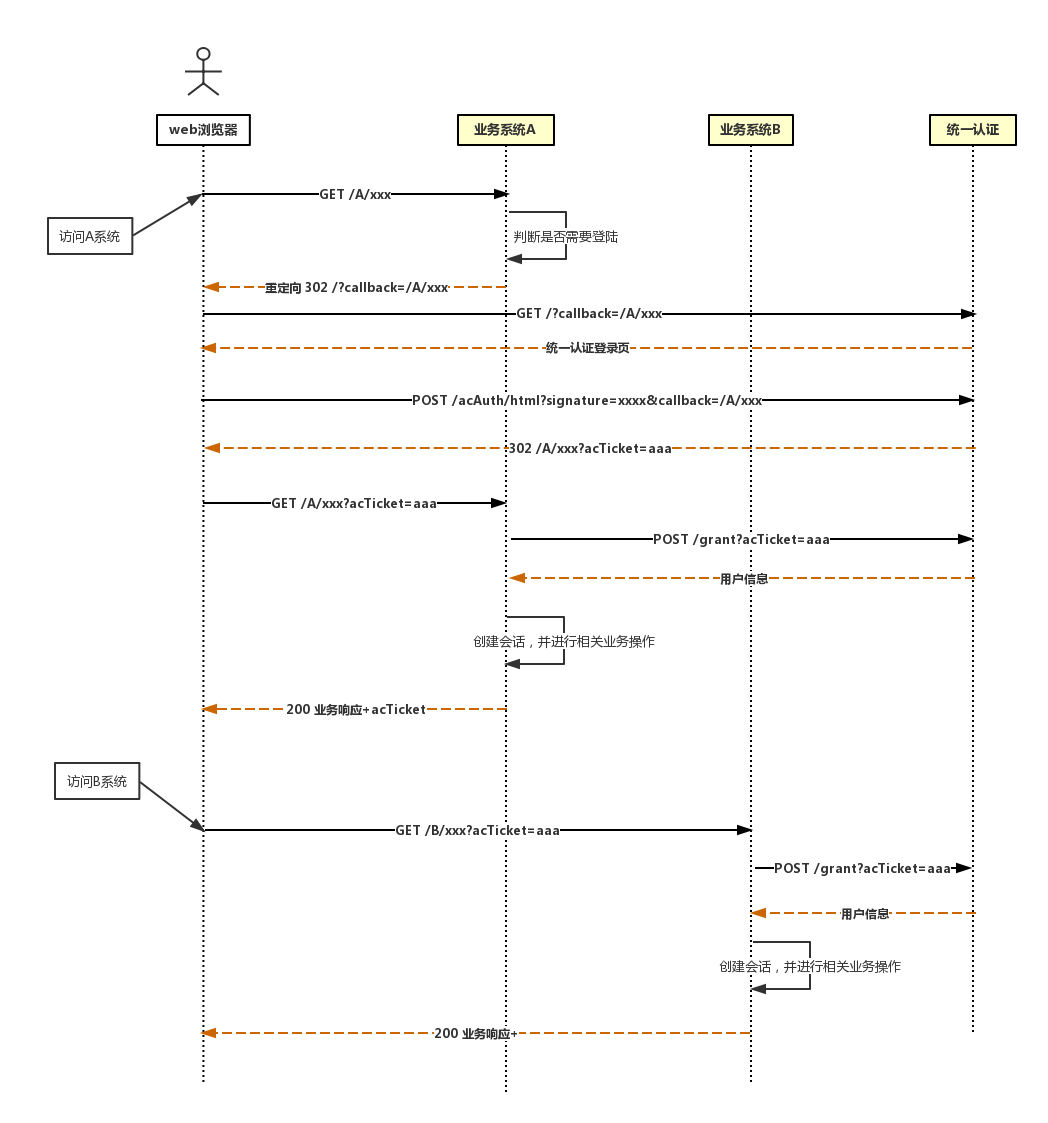 web浏览器
业务系统A
业务系统B
统一认证
GET /A/xxx
访问A系统
判断是否需要登陆
重定向 302 /?callback=/A/xxx
GET /?callback=/A/xxx
统一认证登录页
POST /acAuth/html?signature=xxxx&callback=/A/xxx
302 /A/xxx?acTicket=aaa
GET /A/xxx?acTicket=aaa
POST /grant?acTicket=aaa
用户信息
创建会话，并进行相关业务操作
200 业务响应+acTicket
访问B系统
GET /B/xxx?acTicket=aaa
POST /grant?acTicket=aaa
用户信息
创建会话，并进行相关业务操作
200 业务响应+